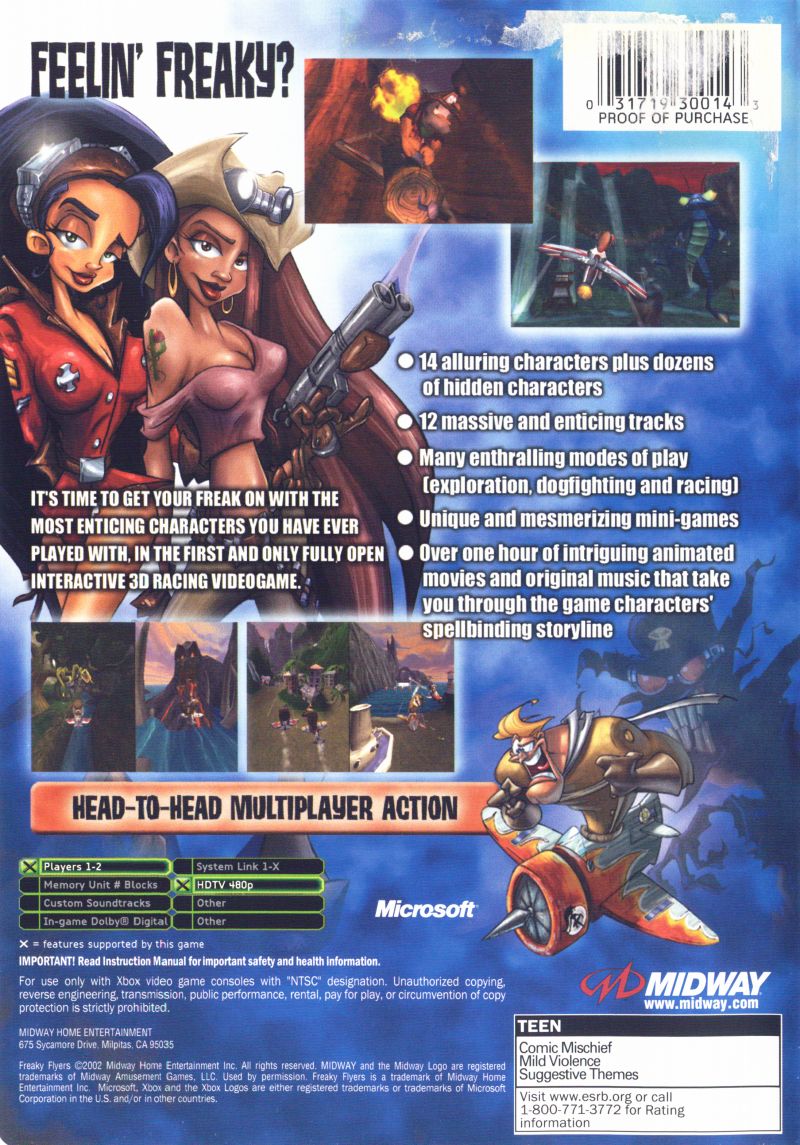 FEELIN' FREAKY?
0 31719 30014 3
PROOF OF PURCHASE
● 14 alluring characters plus dozens
of hidden characters
● 12 massive and enticing tracks
● Many enthralling modes of play
(exploration, dogfighting and racing)
● Unique and mesmerizing mini-games
● Over one hour of intriguing animated
movies and original music that take
you through the game characters'
spellbinding storyline
IT'S TIME TO GET YOUR FREAK ON WITH THE
MOST ENTICING CHARACTERS YOU HAVE EVER
PLAYED WITH, IN THE FIRST AND ONLY FULLY OPEN
INTERACTIVE 3D RACING VIDEOGAME.
HEAD-TO-HEAD MULTIPLAYER ACTION
X Players 1-2
Memory Unit # Blocks
Custom Soundtracks
In-game Dolby® Digital
System Link 1-X
X HDTV 480p
Other
Other
X = features supported by this game
Microsoft®
IMPORTANT! Read Instruction Manual for important safety and health information.
For use only with Xbox video game consoles with "NTSC" designation. Unauthorized copying,
reverse engineering, transmission, public performance, rental, pay for play, or circumvention of copy
protection is strictly prohibited.
MIDWAY HOME ENTERTAINMENT
675 Sycamore Drive, Milpitas, CA 95035
Freaky Flyers ©2002 Midway Home Entertainment Inc. All rights reserved. MIDWAY and the Midway Logo are registered
trademarks of Midway Amusement Games, LLC. Used by permission. Freaky Flyers is a trademark of Midway Home
Entertainment Inc. Microsoft, Xbox and the Xbox Logos are either registered trademarks or trademarks of Microsoft
Corporation in the U.S. and/or in other countries.
MIDWAY
www.midway.com
TEEN
Comic Mischief
Mild Violence
Suggestive Themes
Visit www.esrb.org or call
1-800-771-3772 for Rating
information